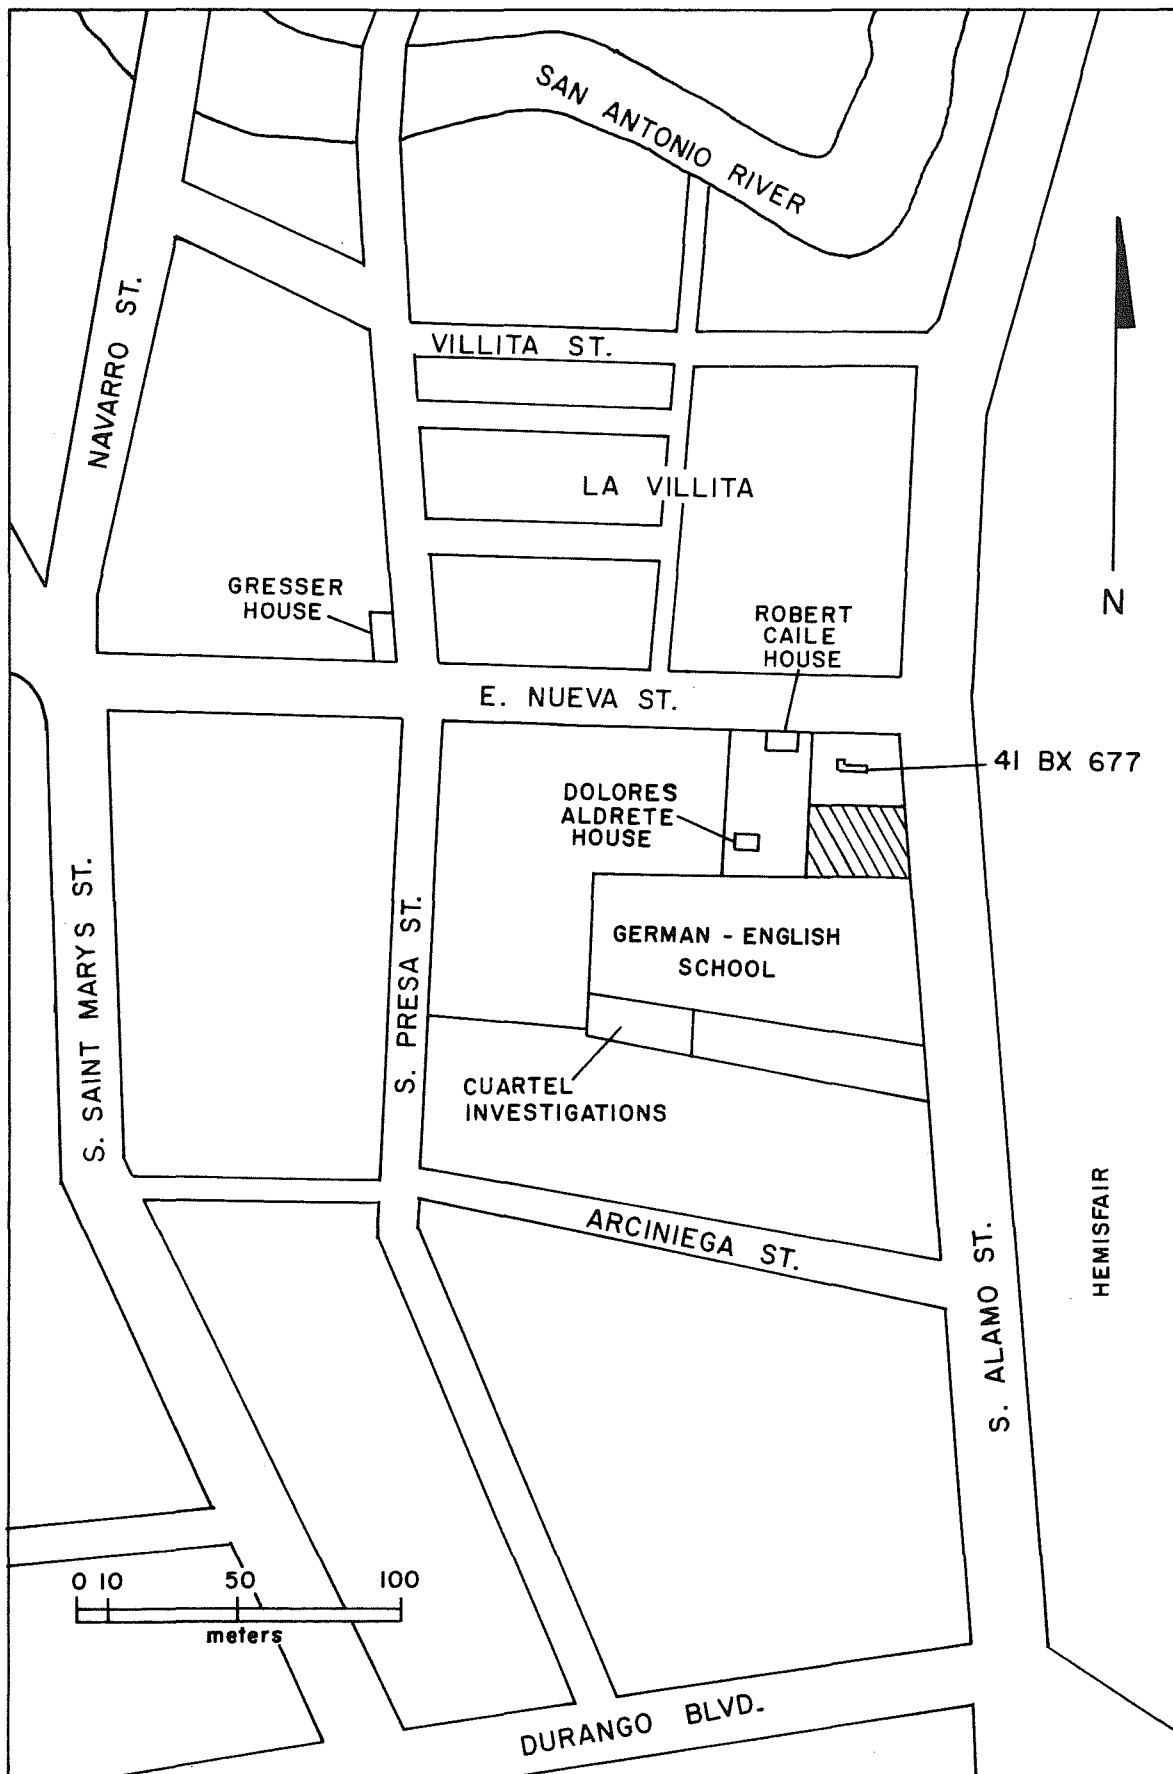 SAN ANTONIO RIVER
NAVARRO ST.
VILLITA ST.
LA VILLITA
GRESSER
HOUSE
N
ROBERT
CAILE
HOUSE
E. NUEVA ST.
41 BX 677
DOLORES
ALDRETE
HOUSE
S. SAINT MARYS ST.
S. PRESA ST.
GERMAN - ENGLISH
SCHOOL
CUARTEL
INVESTIGATIONS
ARCINIEGA ST.
HEMISFAIR
S. ALAMO ST.
0 10 50 100
meters
DURANGO BLVD.